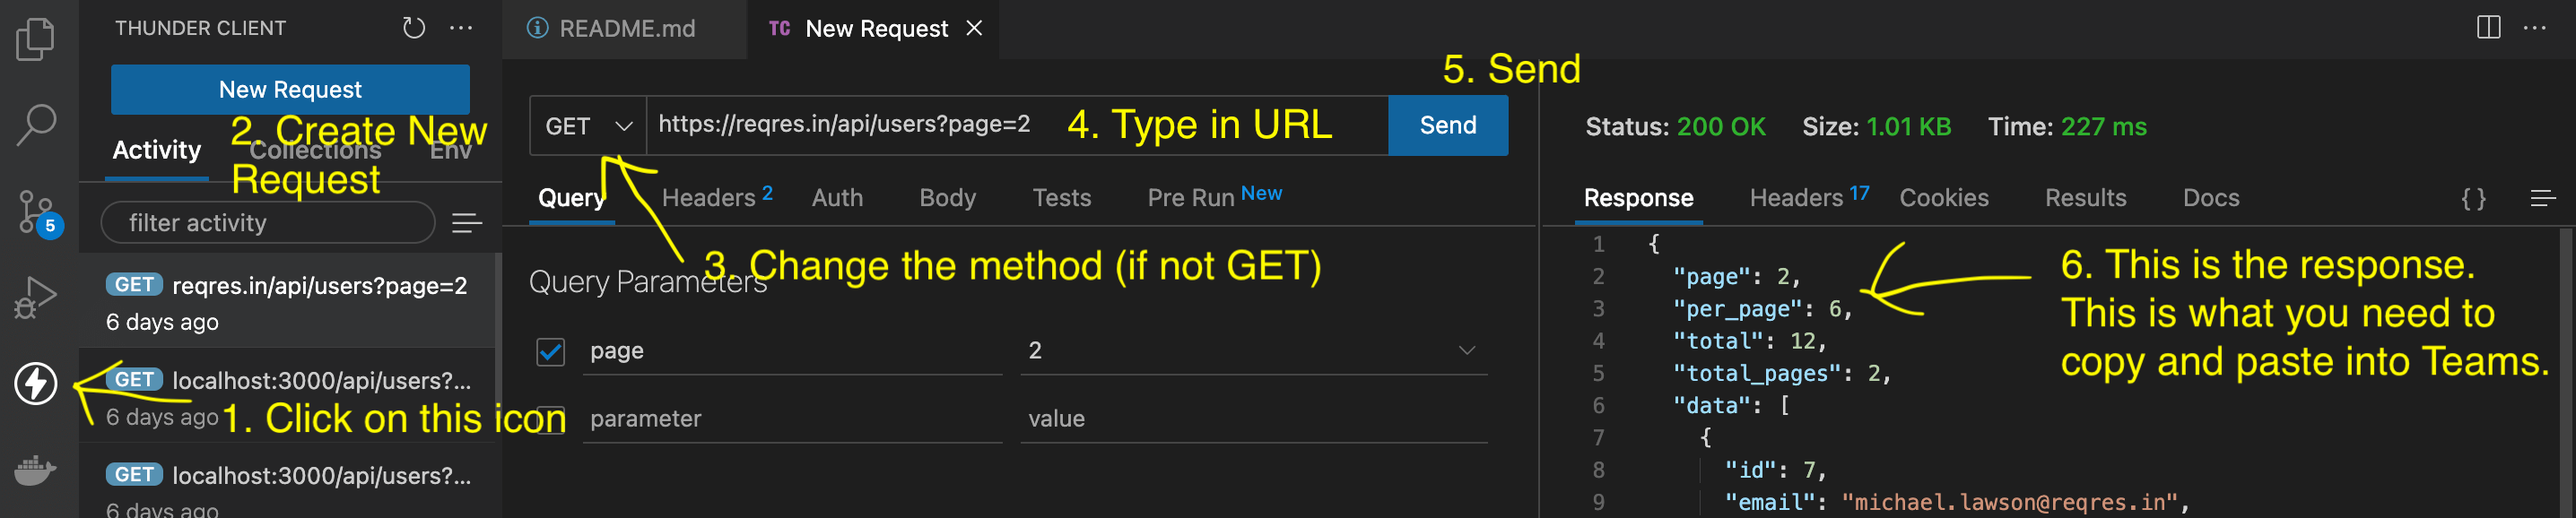 THUNDER CLIENT
New Request
2. Create New Request
Activity Collections Env
filter activity
GET reqres.in/api/users?page=2
6 days ago
GET localhost:3000/api/users?...
6 days ago
1. Click on this icon
GET localhost:3000/api/users?...
6 days ago
5
README.md
TC New Request
5. Send
GET https://reqres.in/api/users?page=2
4. Type in URL
Send
Query Headers 2 Auth Body Tests Pre Run New
3. Change the method (if not GET)
Query Parameters
page 2
parameter value
Status: 200 OK Size: 1.01 KB Time: 227 ms
Response Headers 17 Cookies Results Docs {}
1 {
2 "page": 2,
3 "per_page": 6,
4 "total": 12,
5 "total_pages": 2,
6 "data": [
7 {
8 "id": 7,
9 "email": "michael.lawson@reqres.in",
6. This is the response.
This is what you need to
copy and paste into Teams.